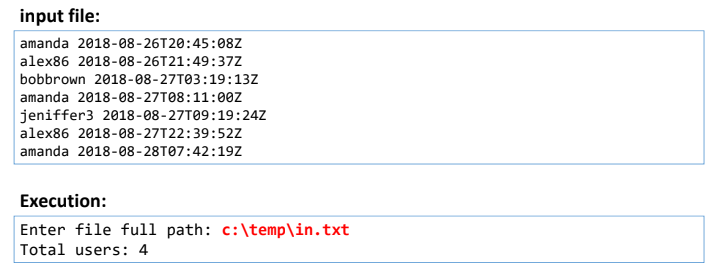 input file:
amanda 2018-08-26T20:45:08Z
alex86 2018-08-26T21:49:37Z
bobbrown 2018-08-27T03:19:13Z
amanda 2018-08-27T08:11:00Z
jeniffer3 2018-08-27T09:19:24Z
alex86 2018-08-27T22:39:52Z
amanda 2018-08-28T07:42:19Z
Execution:
Enter file full path: c:\temp\in.txt
Total users: 4